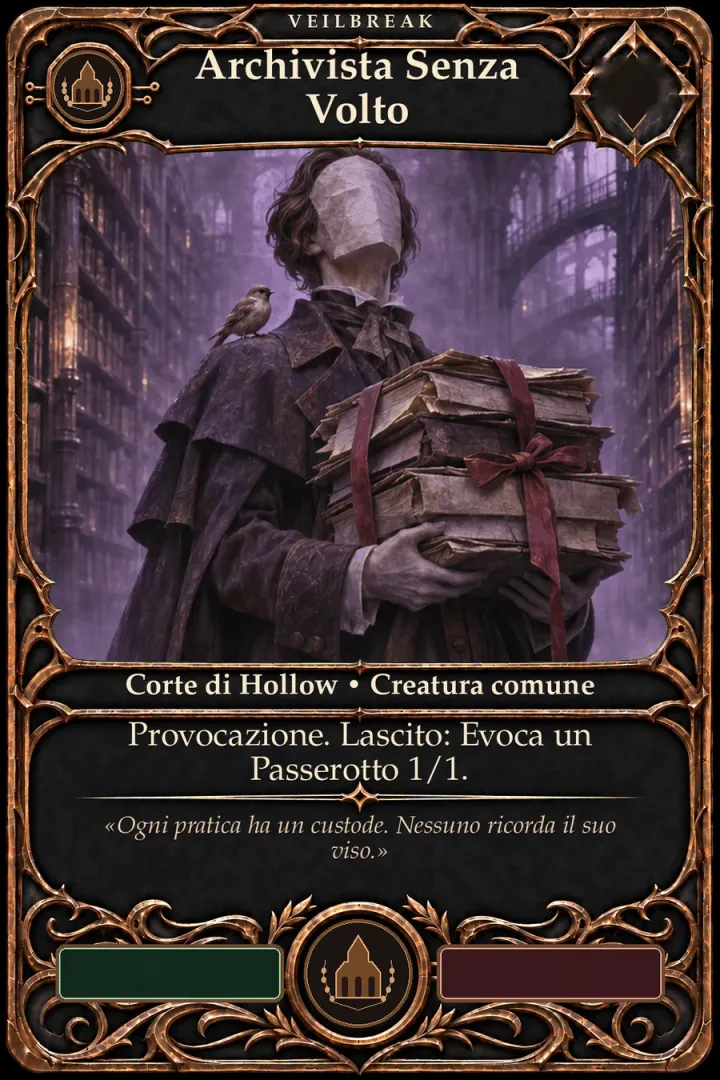 VEILBREAK
Archivista Senza
Volto
Corte di Hollow • Creatura comune
Provocazione. Lascito: Evoca un
Passerotto 1/1.
«Ogni pratica ha un custode. Nessuno ricorda il suo
viso.»